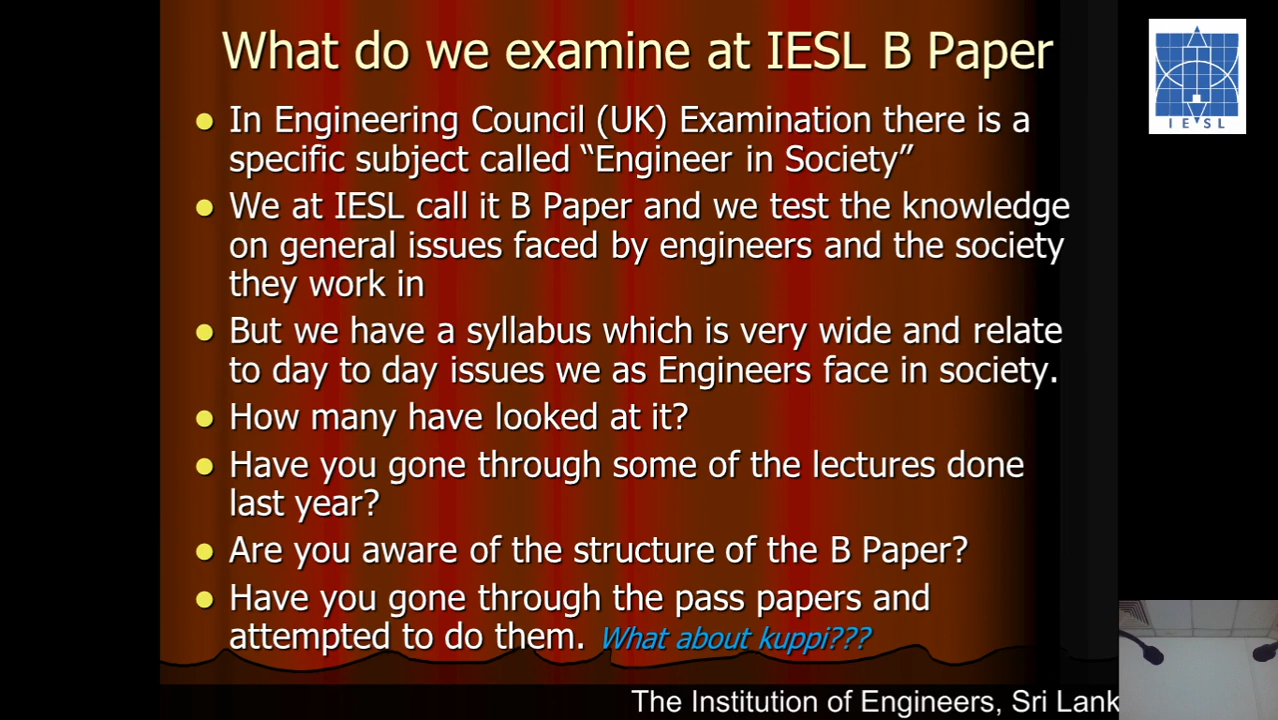 What do we examine at IESL B Paper
In Engineering Council (UK) Examination there is a
specific subject called “Engineer in Society”
We at IESL call it B Paper and we test the knowledge
on general issues faced by engineers and the society
they work in
But we have a syllabus which is very wide and relate
to day to day issues we as Engineers face in society.
How many have looked at it?
Have you gone through some of the lectures done
last year?
Are you aware of the structure of the B Paper?
Have you gone through the pass papers and
attempted to do them. What about kuppi???
The Institution of Engineers, Sri Lank
IESL